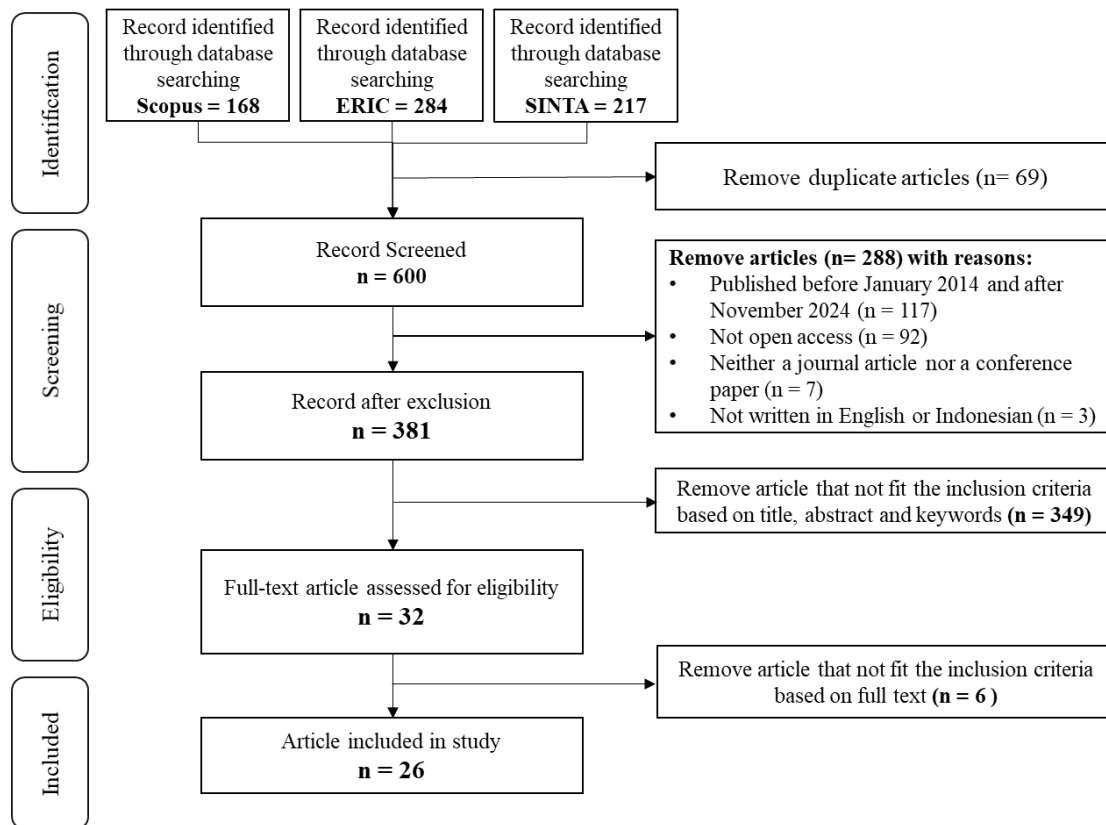 Identification
Record identified
through database
searching
Scopus = 168
Record identified
through database
searching
ERIC = 284
Record identified
through database
searching
SINTA = 217
Remove duplicate articles (n= 69)
Screening
Record Screened
n = 600
Remove articles (n= 288) with reasons:
• Published before January 2014 and after
November 2024 (n = 117)
• Not open access (n = 92)
• Neither a journal article nor a conference
paper (n = 7)
• Not written in English or Indonesian (n = 3)
Record after exclusion
n = 381
Eligibility
Remove article that not fit the inclusion criteria
based on title, abstract and keywords (n = 349)
Full-text article assessed for eligibility
n = 32
Remove article that not fit the inclusion criteria
based on full text (n = 6 )
Included
Article included in study
n = 26